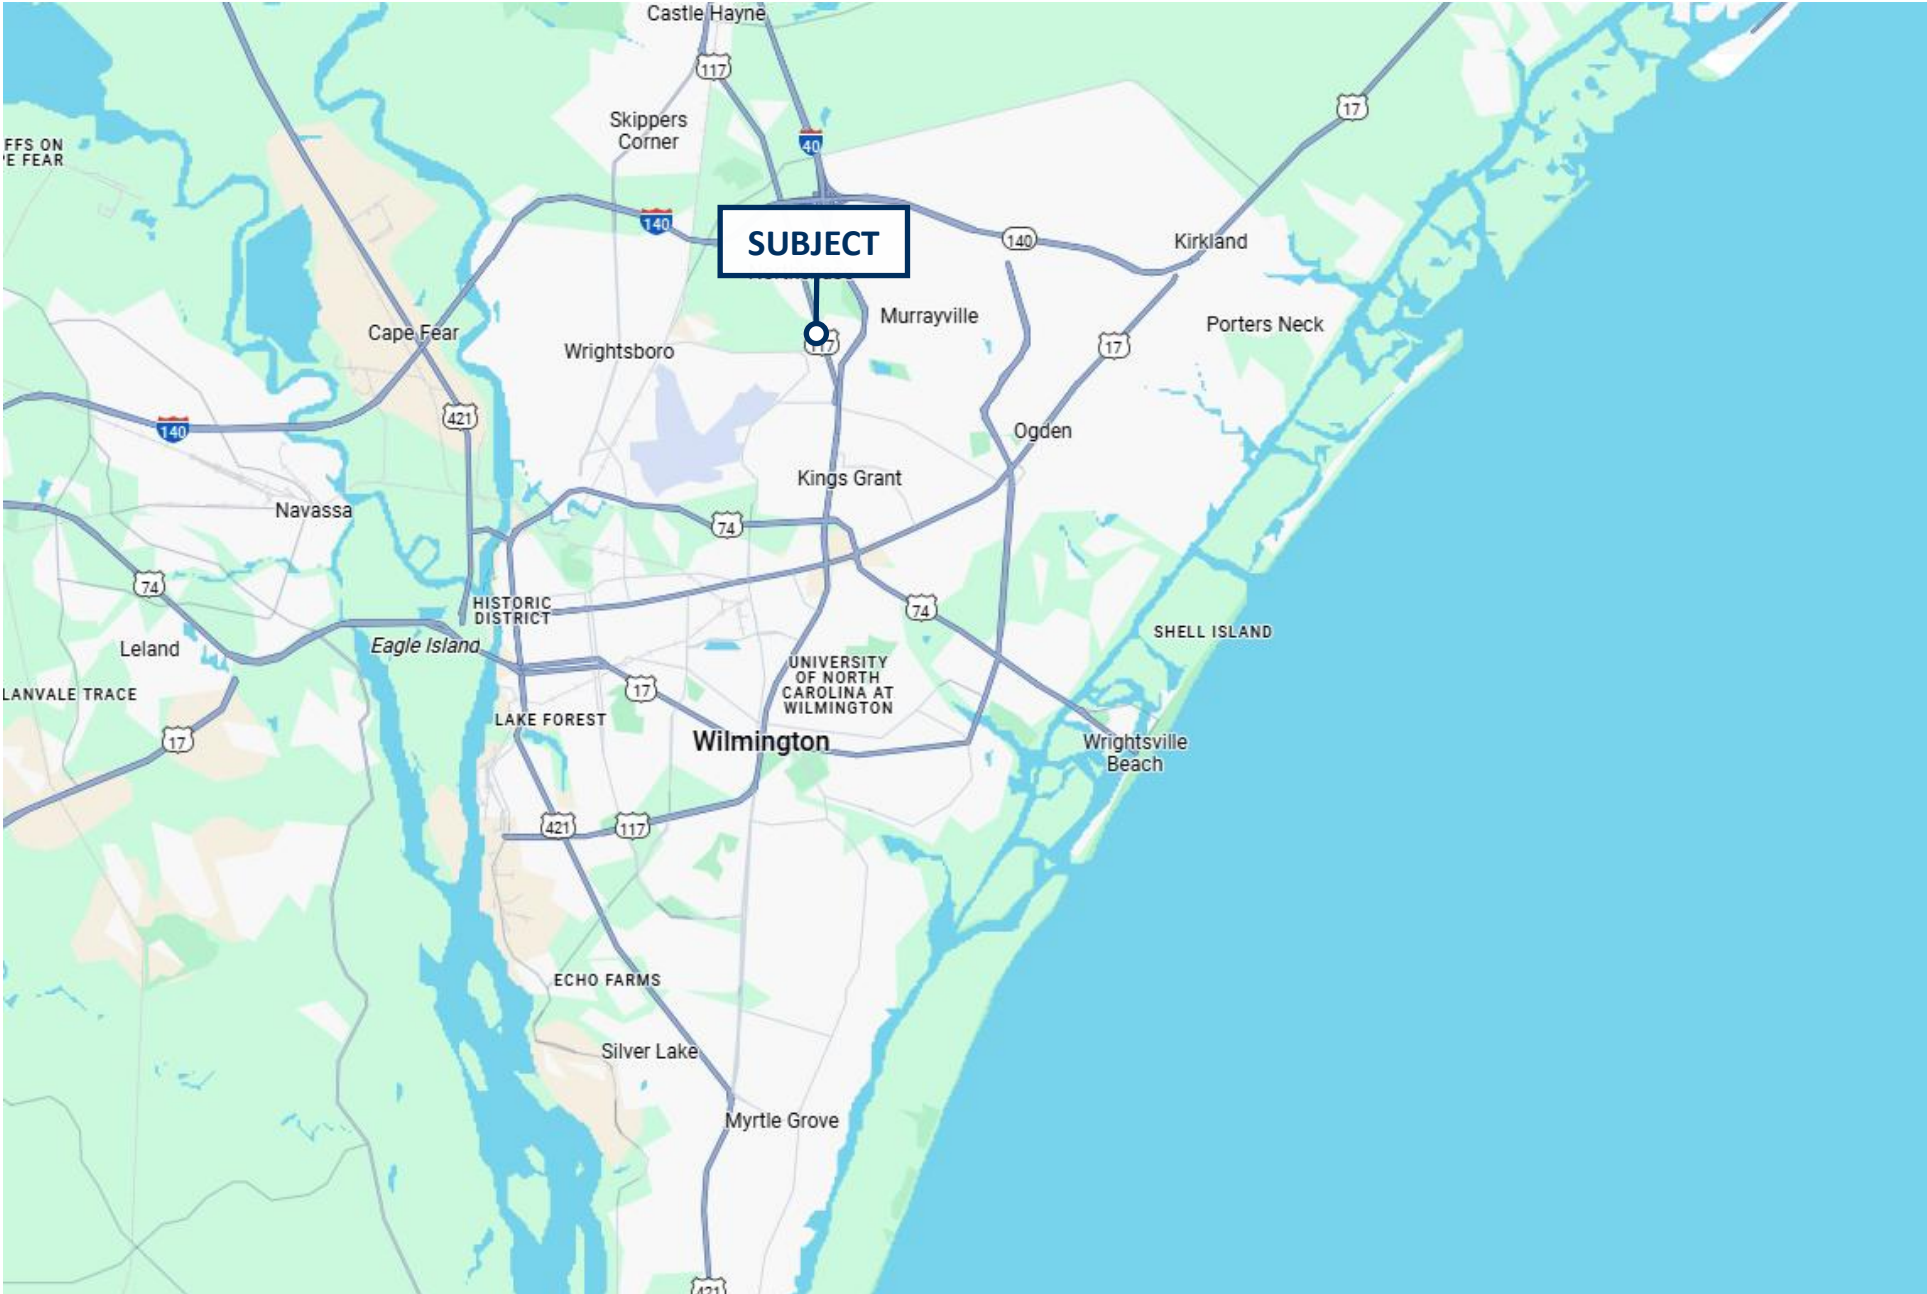 Castle Hayne
117
17
Skippers
Corner
40
FFS ON
PE FEAR
140
SUBJECT
140
Kirkland
Murrayville
Porters Neck
Cape Fear
Wrightsboro
117
17
421
140
Ogden
Kings Grant
Navassa
74
74
HISTORIC
DISTRICT
74
Eagle Island
Leland
SHELL ISLAND
UNIVERSITY
OF NORTH
CAROLINA AT
WILMINGTON
LANVALE TRACE
17
LAKE FOREST
17
Wilmington
Wrightsville
Beach
421
117
ECHO FARMS
Silver Lake
Myrtle Grove
421